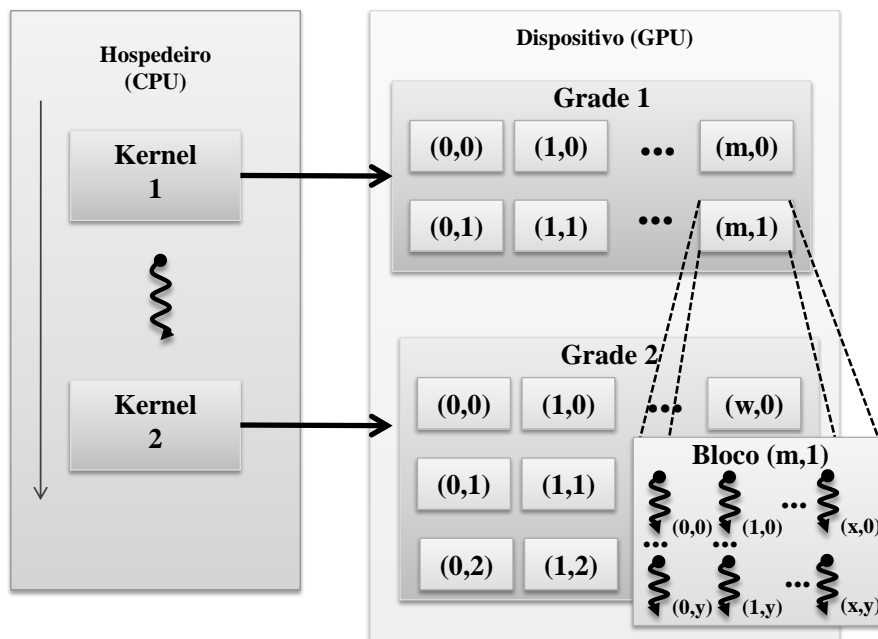 Hospedeiro
(CPU)
Kernel
1
Kernel
2
Dispositivo (GPU)
Grade 1
(0,0) (1,0) ... (m,0)
(0,1) (1,1) ... (m,1)
Grade 2
(0,0) (1,0) ... (w,0)
(0,1) (1,1)
(0,2) (1,2)
Bloco (m,1)
(0,0) (1,0) ... (x,0)
... ...
(0,y) (1,y) ... (x,y)